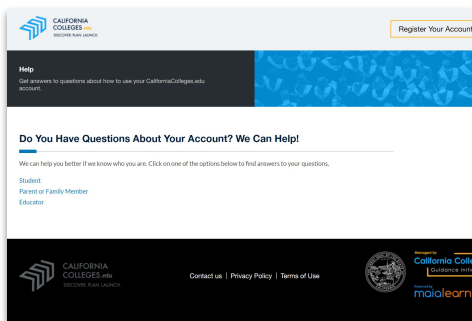 CALIFORNIA
COLLEGES.edu
DISCOVER. PLAN. LAUNCH.
Register Your Account
Help
Get answers to questions about how to use your CaliforniaColleges.edu
account.
Do You Have Questions About Your Account? We Can Help!
We can help you better if we know who you are. Click on one of the options below to find answers to your questions.
Student
Parent or Family Member
Educator
CALIFORNIA
COLLEGES.edu
DISCOVER. PLAN. LAUNCH.
Contact us | Privacy Policy | Terms of Use
Managed by
California Colle
Guidance Initi
Powered by
maialearn